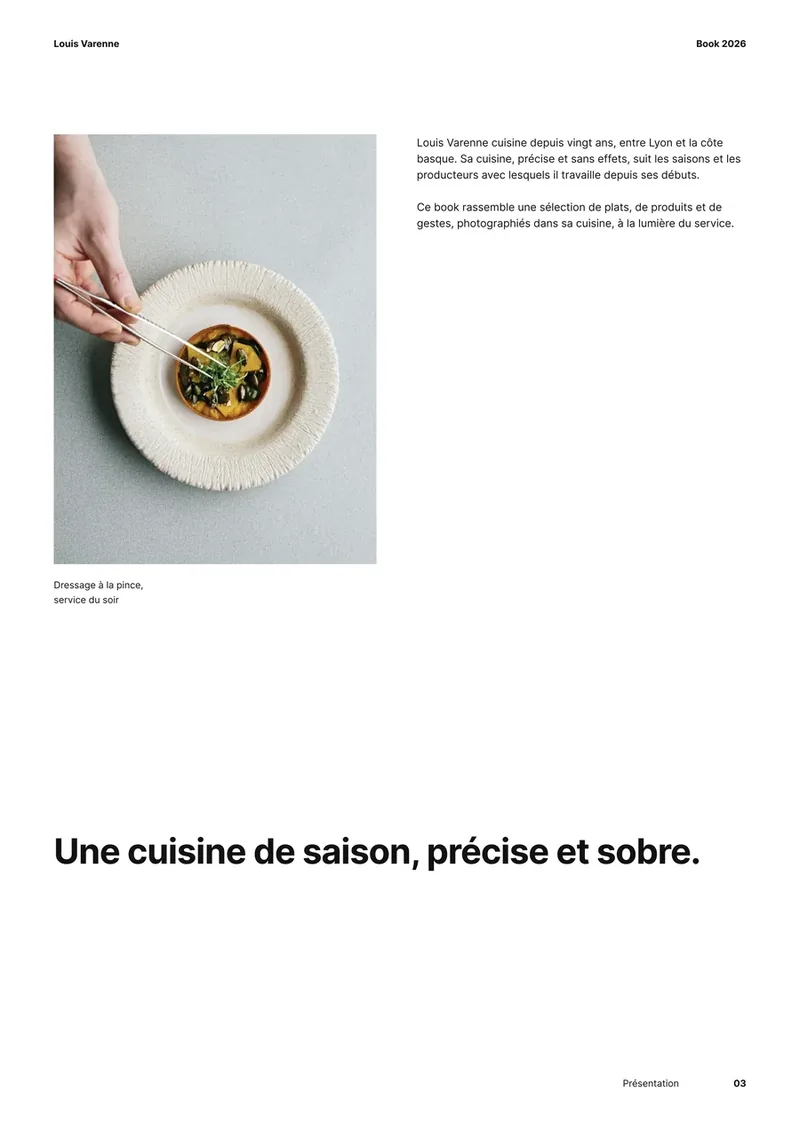 Louis Varenne
Book 2026
Louis Varenne cuisine depuis vingt ans, entre Lyon et la côte
basque. Sa cuisine, précise et sans effets, suit les saisons et les
producteurs avec lesquels il travaille depuis ses débuts.
Ce book rassemble une sélection de plats, de produits et de
gestes, photographiés dans sa cuisine, à la lumière du service.
Dressage à la pince,
service du soir
Une cuisine de saison, précise et sobre.
Présentation
03